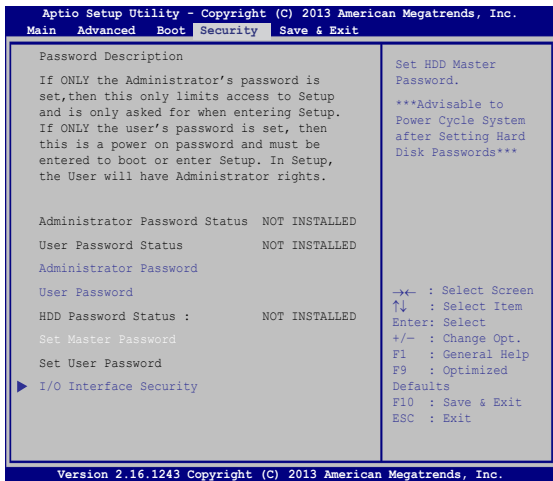 Aptio Setup Utility - Copyright (C) 2013 American Megatrends, Inc.
Main Advanced Boot Security Save & Exit
Password Description
If ONLY the Administrator's password is
set,then this only limits access to Setup
and is only asked for when entering Setup.
If ONLY the user's password is set, then
this is a power on password and must be
entered to boot or enter Setup. In Setup,
the User will have Administrator rights.
Administrator Password Status NOT INSTALLED
User Password Status NOT INSTALLED
Administrator Password
User Password
HDD Password Status : NOT INSTALLED
Set Master Password
Set User Password
I/O Interface Security
Set HDD Master
Password.
***Advisable to
Power Cycle System
after Setting Hard
Disk Passwords***
→← : Select Screen
↑↓ : Select Item
Enter: Select
+/— : Change Opt.
F1 : General Help
F9 : Optimized
Defaults
F10 : Save & Exit
ESC : Exit
Version 2.16.1243 Copyright (C) 2013 American Megatrends, Inc.